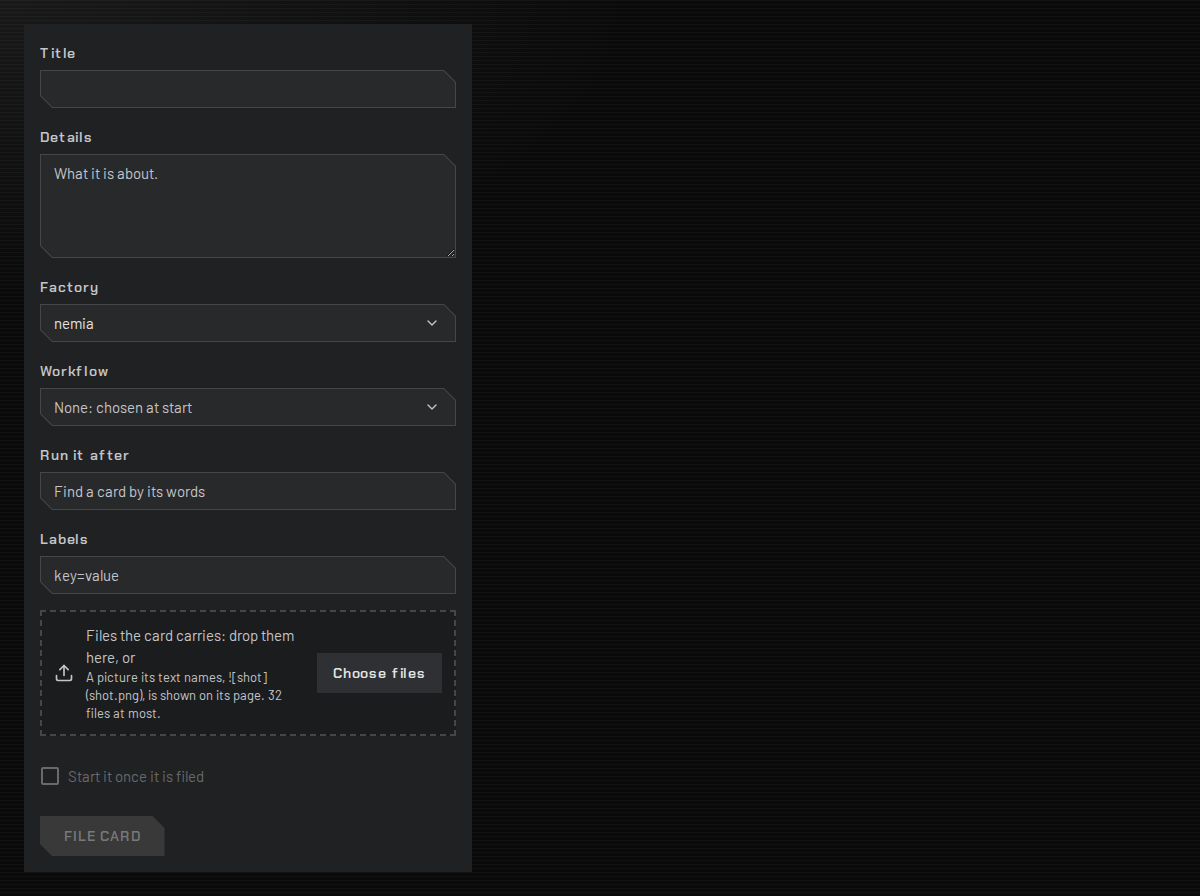 Title
Details
What it is about.
Factory
nemia
Workflow
None: chosen at start
Run it after
Find a card by its words
Labels
key=value
Files the card carries: drop them
here, or
A picture its text names, ![shot]
(shot.png), is shown on its page. 32
files at most.
Choose files
Start it once it is filed
FILE CARD